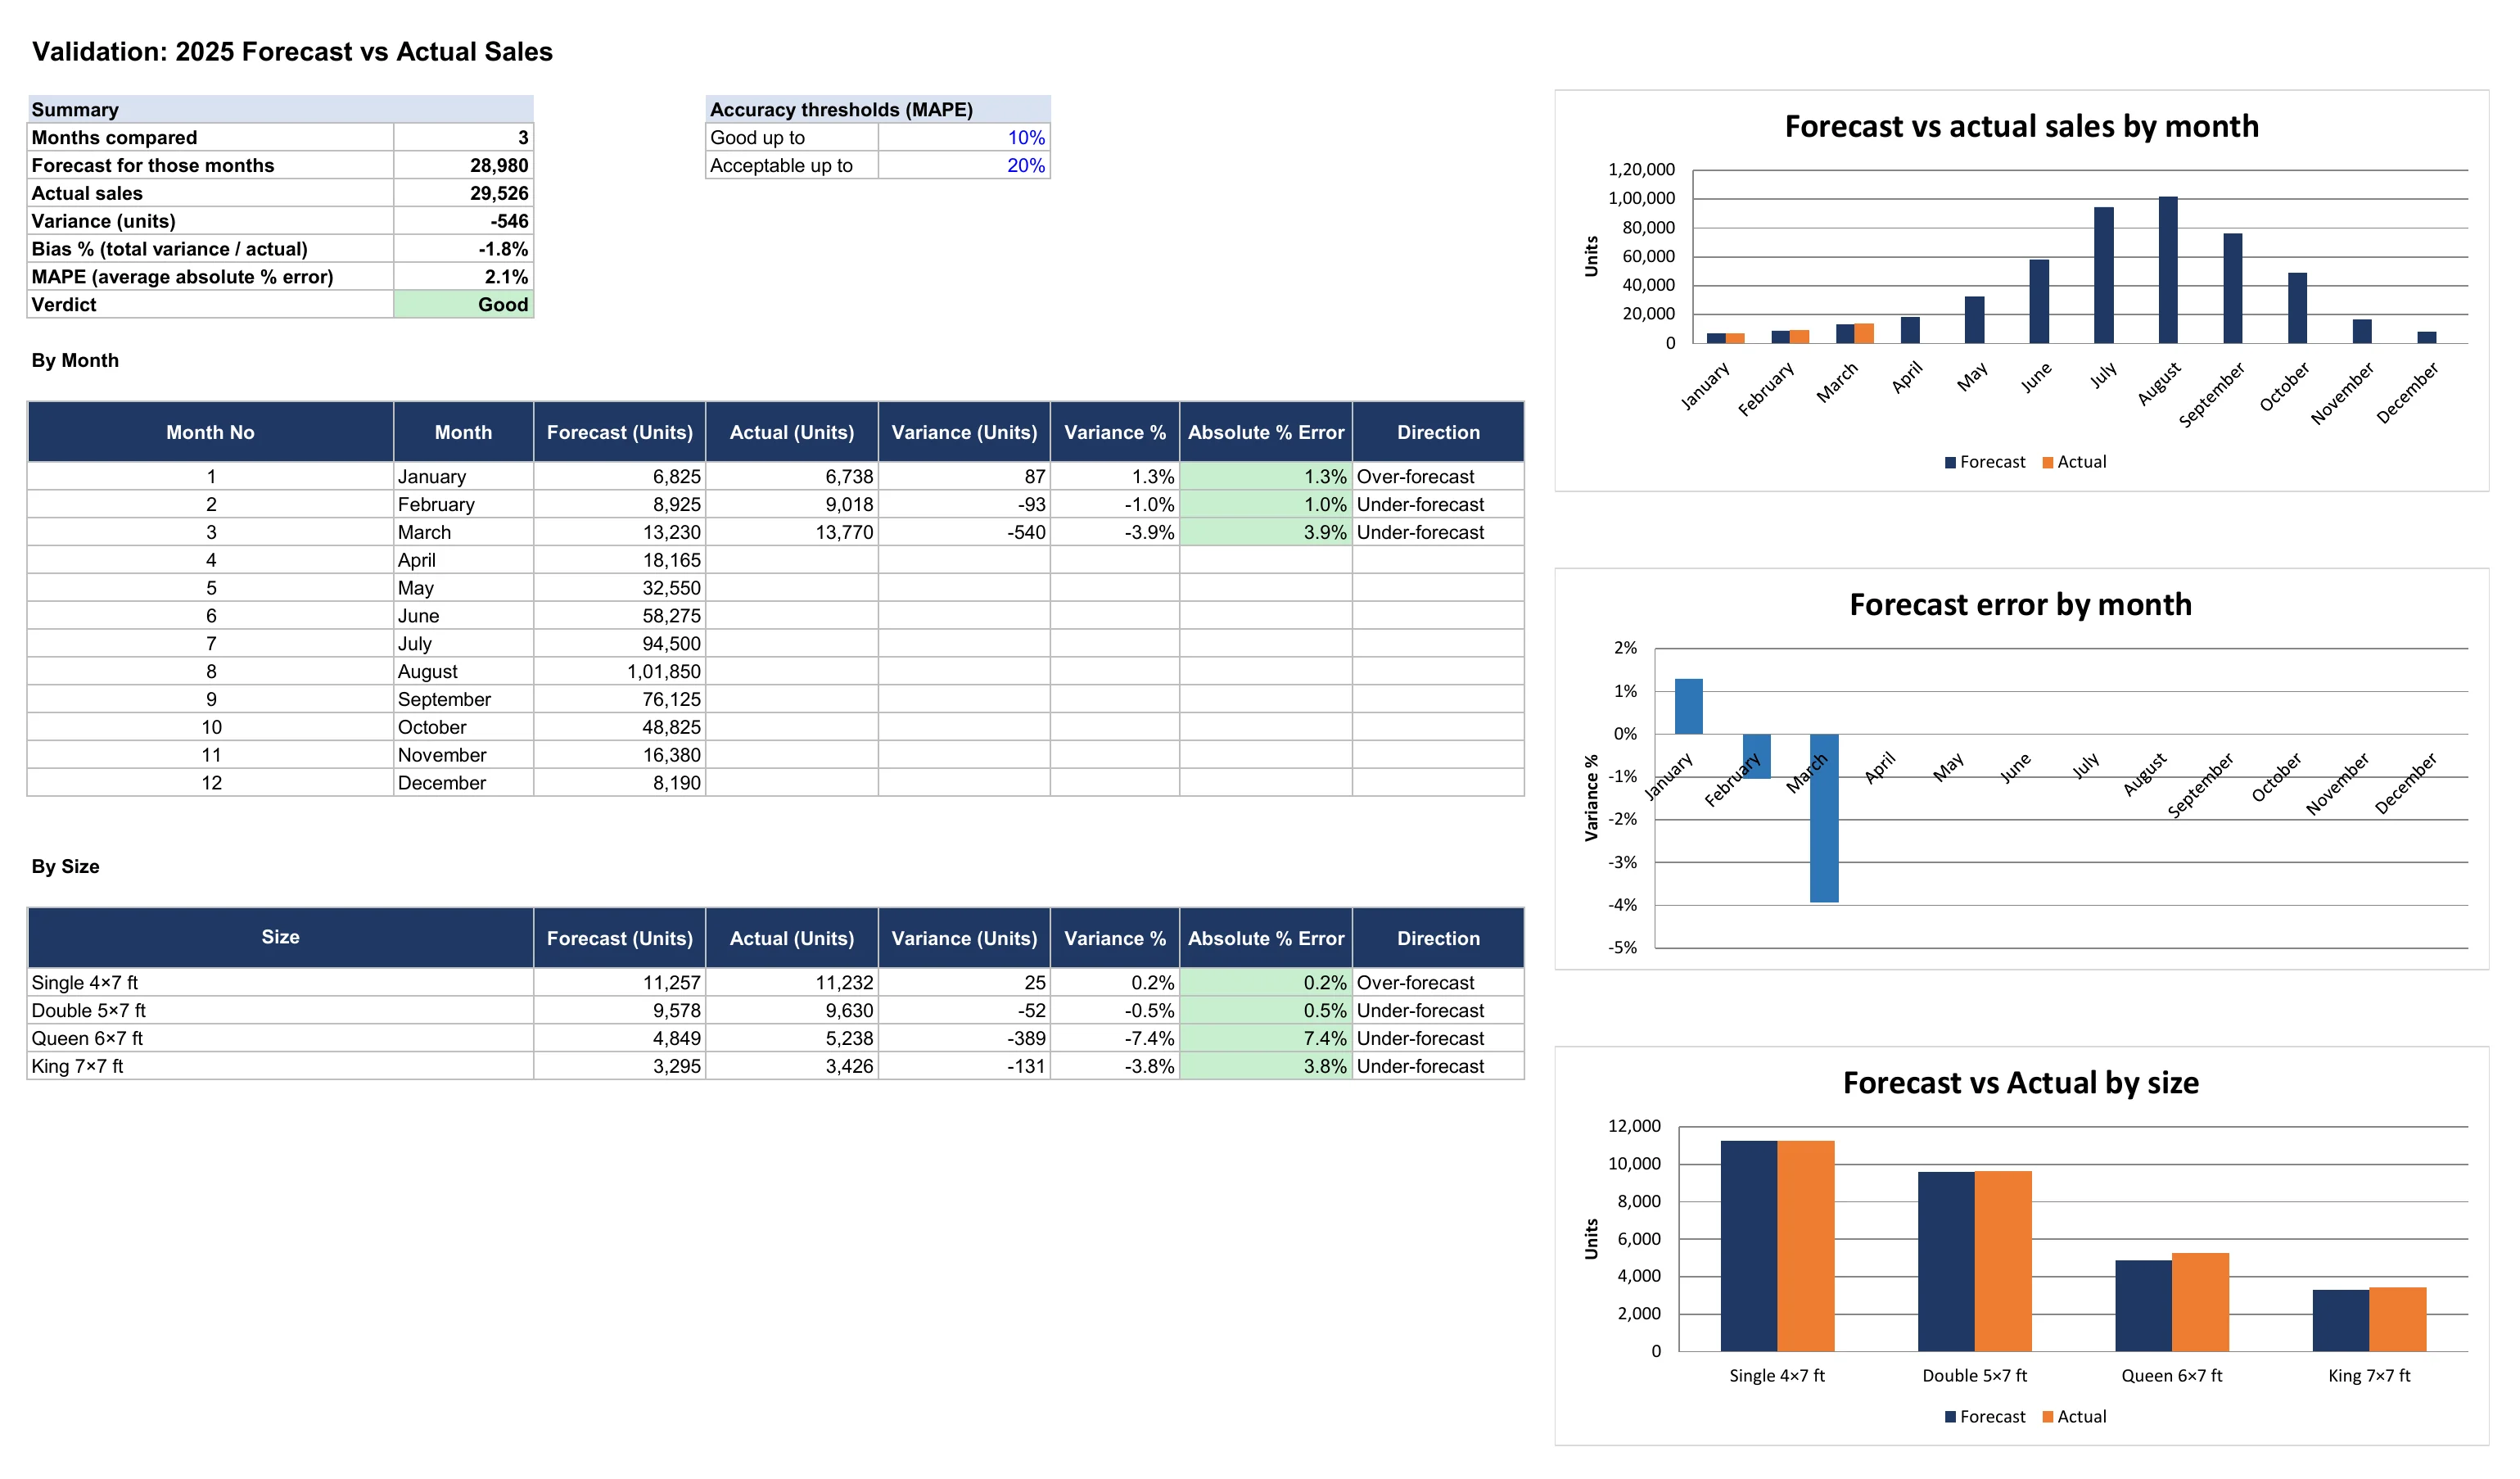 Validation: 2025 Forecast vs Actual Sales
Summary
Months compared 3
Forecast for those months 28,980
Actual sales 29,526
Variance (units) -546
Bias % (total variance / actual) -1.8%
MAPE (average absolute % error) 2.1%
Verdict Good
Accuracy thresholds (MAPE)
Good up to 10%
Acceptable up to 20%
By Month
Month No Month Forecast (Units) Actual (Units) Variance (Units) Variance % Absolute % Error Direction
1 January 6,825 6,738 87 1.3% 1.3% Over-forecast
2 February 8,925 9,018 -93 -1.0% 1.0% Under-forecast
3 March 13,230 13,770 -540 -3.9% 3.9% Under-forecast
4 April 18,165
5 May 32,550
6 June 58,275
7 July 94,500
8 August 1,01,850
9 September 76,125
10 October 48,825
11 November 16,380
12 December 8,190
By Size
Size Forecast (Units) Actual (Units) Variance (Units) Variance % Absolute % Error Direction
Single 4×7 ft 11,257 11,232 25 0.2% 0.2% Over-forecast
Double 5×7 ft 9,578 9,630 -52 -0.5% 0.5% Under-forecast
Queen 6×7 ft 4,849 5,238 -389 -7.4% 7.4% Under-forecast
King 7×7 ft 3,295 3,426 -131 -3.8% 3.8% Under-forecast
Forecast vs actual sales by month
Units
1,20,000
1,00,000
80,000
60,000
40,000
20,000
0
January February March April May June July August September October November December
Forecast Actual
Forecast error by month
Variance %
2%
1%
0%
-1%
-2%
-3%
-4%
-5%
January February March April May June July August September October November December
Forecast vs Actual by size
Units
12,000
10,000
8,000
6,000
4,000
2,000
0
Single 4×7 ft Double 5×7 ft Queen 6×7 ft King 7×7 ft
Forecast Actual